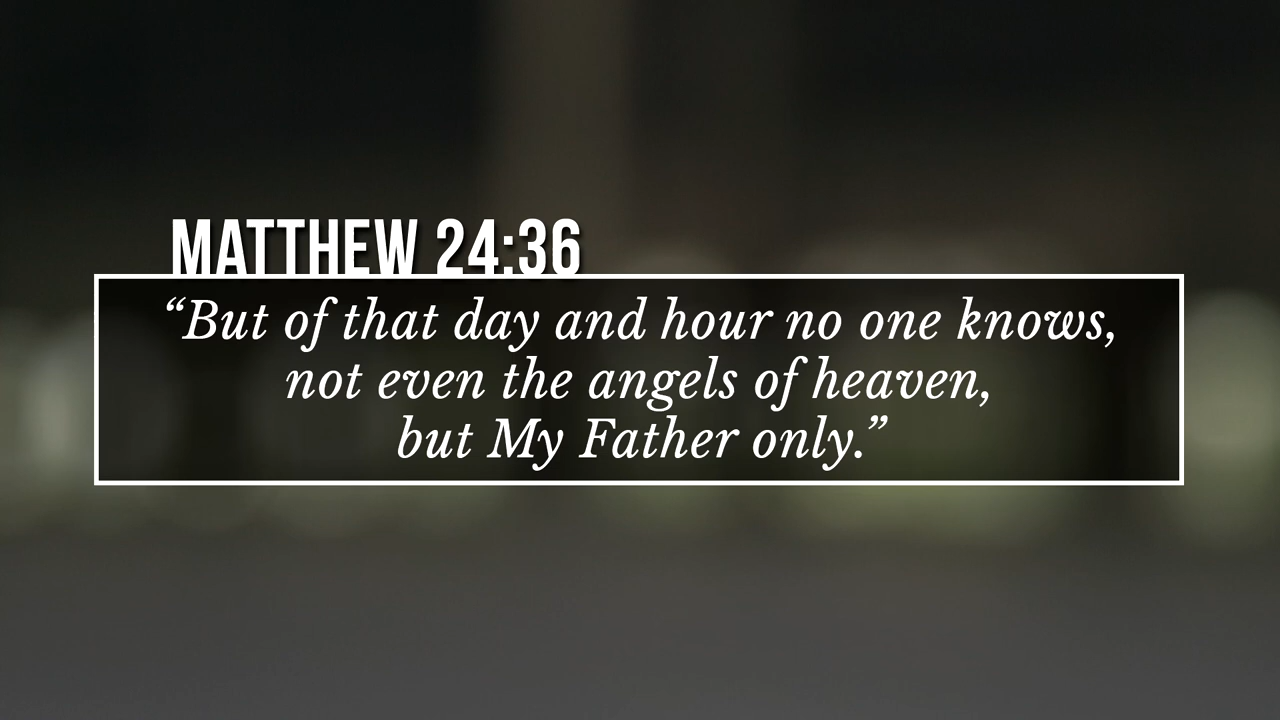 MATTHEW 24:36
“But of that day and hour no one knows,
not even the angels of heaven,
but My Father only.”